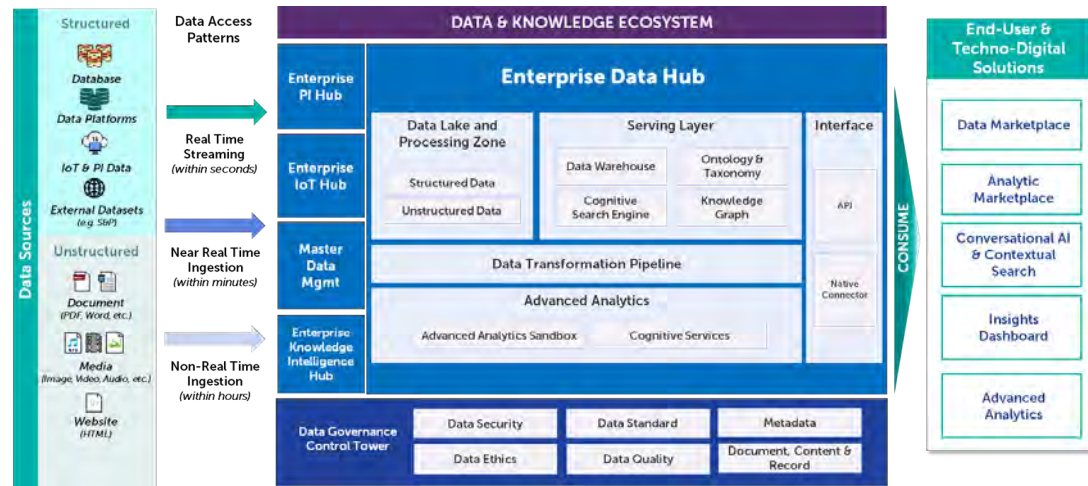 Data Sources
Structured
Database
Data Platforms
IoT & PI Data
External Datasets
(e.g. S&P)
Unstructured
Document
(PDF, Word, etc.)
Media
(Image, Video, Audio, etc.)
Website
(HTML)
Data Access
Patterns
Real Time
Streaming
(within seconds)
Near Real Time
Ingestion
(within minutes)
Non-Real Time
Ingestion
(within hours)
DATA & KNOWLEDGE ECOSYSTEM
Enterprise
PI Hub
Enterprise
IoT Hub
Master
Data
Mgmt
Enterprise
Knowledge
Intelligence
Hub
Enterprise Data Hub
Data Lake and
Processing Zone
Structured Data
Unstructured Data
Serving Layer
Data Warehouse
Ontology &
Taxonomy
Cognitive
Search Engine
Knowledge
Graph
Interface
API
Native
Connector
Data Transformation Pipeline
Advanced Analytics
Advanced Analytics Sandbox
Cognitive Services
Data Governance
Control Tower
Data Security
Data Standard
Metadata
Data Ethics
Data Quality
Document, Content &
Record
CONSUME
End-User &
Techno-Digital
Solutions
Data Marketplace
Analytic
Marketplace
Conversational AI
& Contextual
Search
Insights
Dashboard
Advanced
Analytics